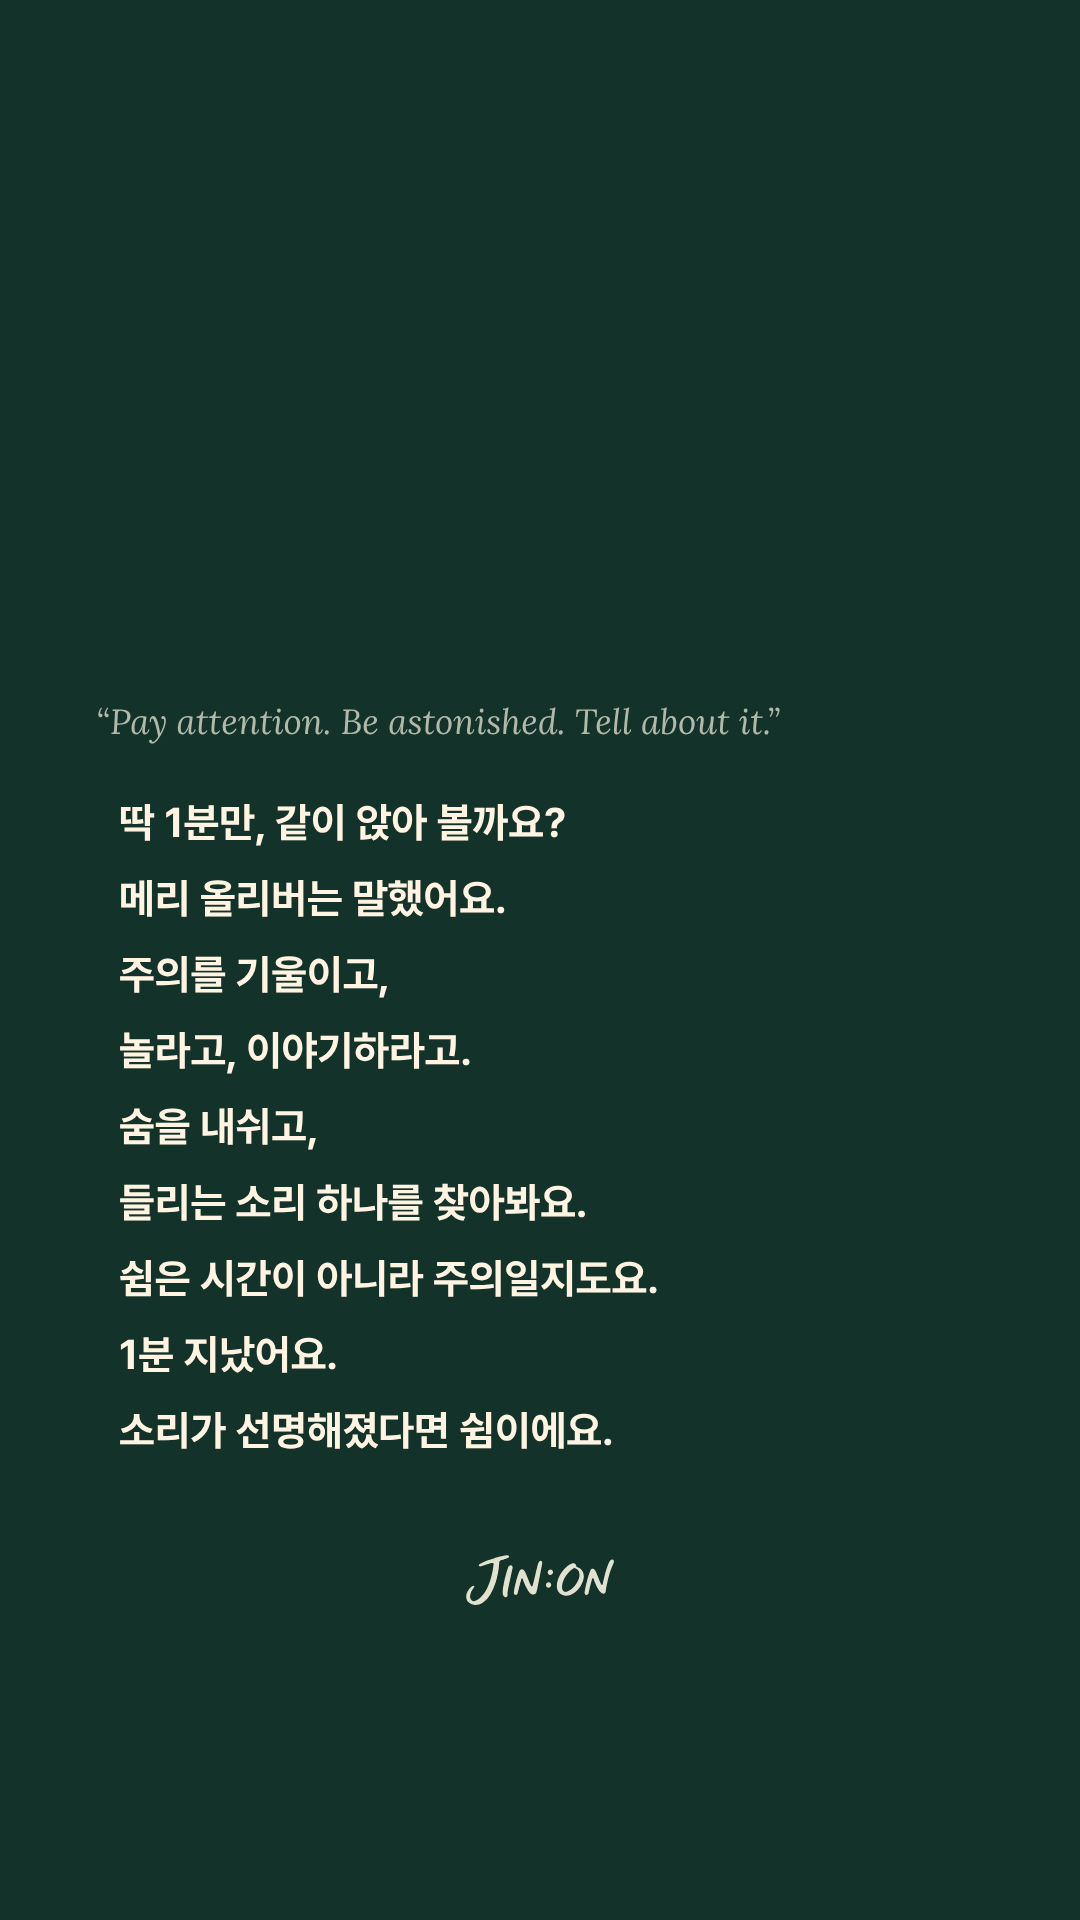 “Pay attention. Be astonished. Tell about it.”
딱 1분만, 같이 앉아 볼까요?
메리 올리버는 말했어요.
주의를 기울이고,
놀라고, 이야기하라고.
숨을 내쉬고,
들리는 소리 하나를 찾아봐요.
쉼은 시간이 아니라 주의일지도요.
1분 지났어요.
소리가 선명해졌다면 쉼이에요.
JIN:ON